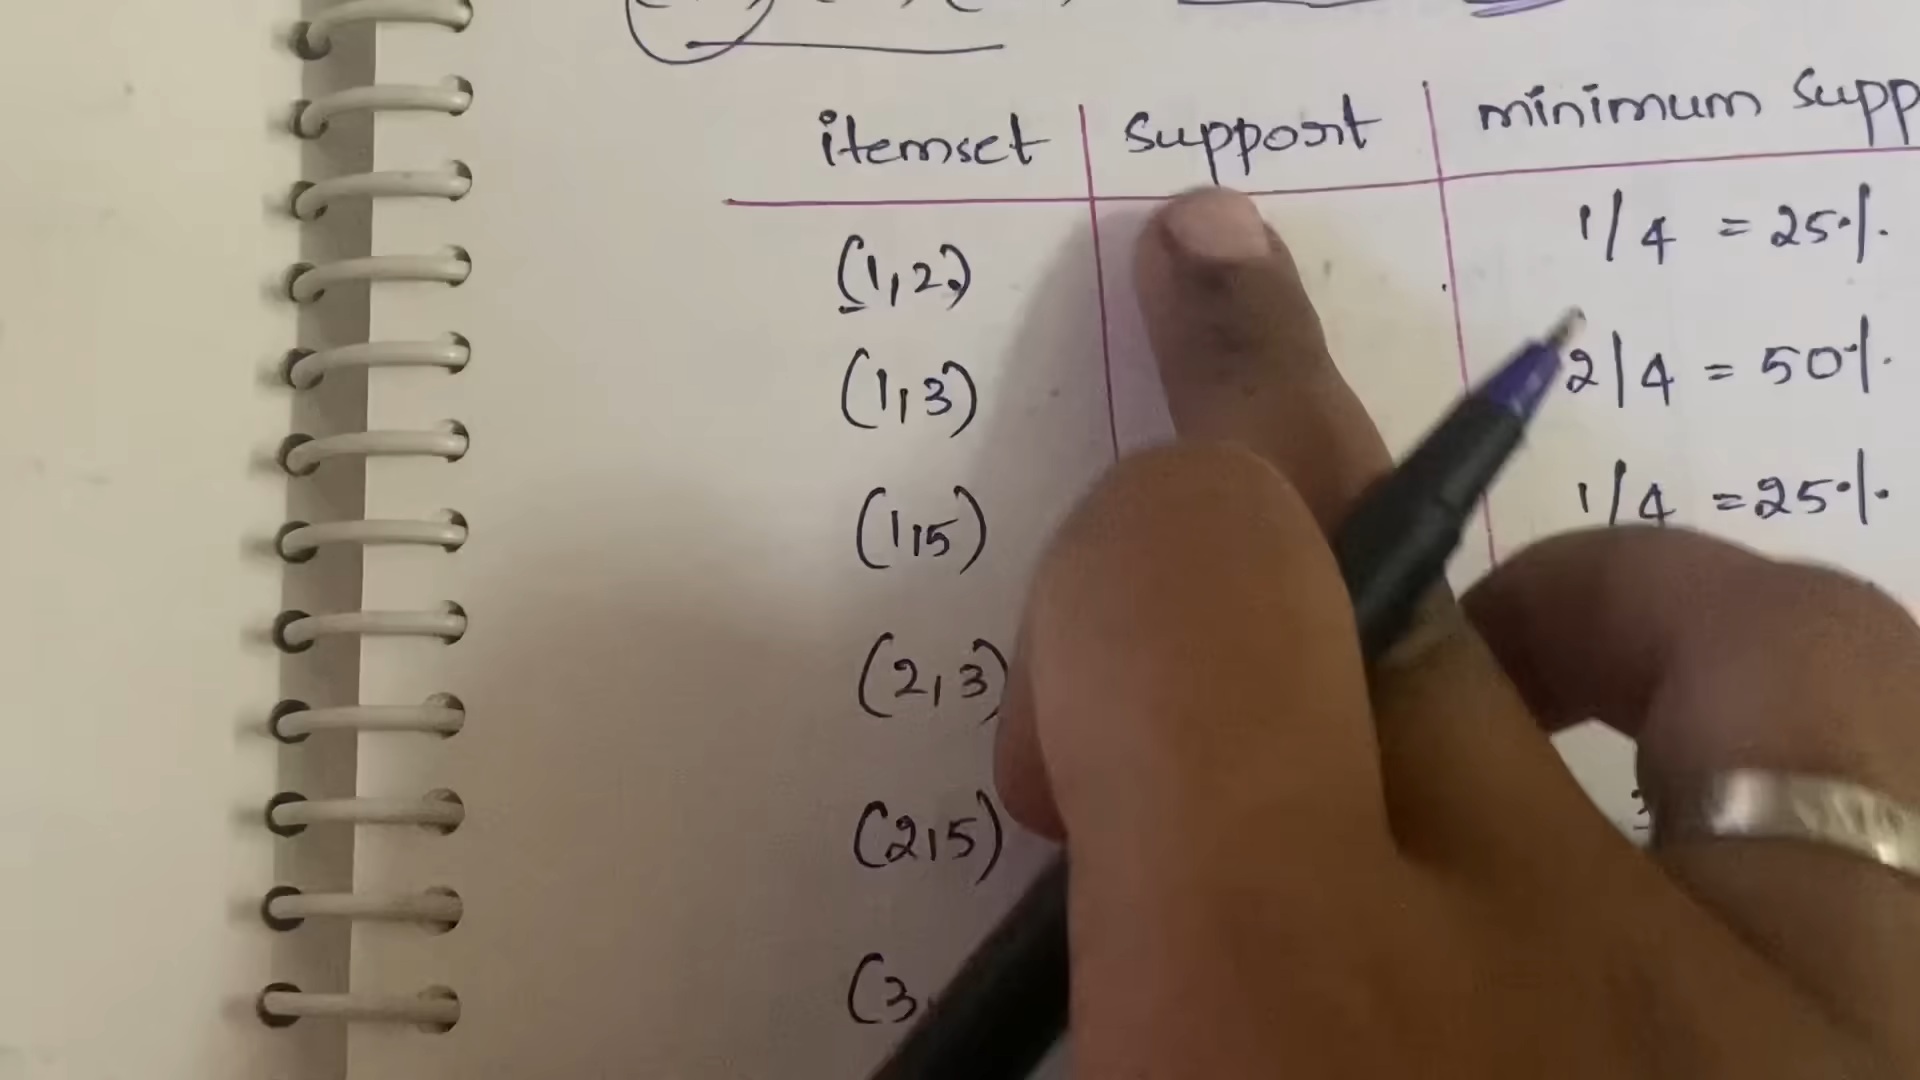 itemset support minimum supp
(1,2) 1/4 = 25%.
(1,3) 2/4 = 50%.
(1,5) 1/4 = 25%.
(2,3)
(2,5)
(3,